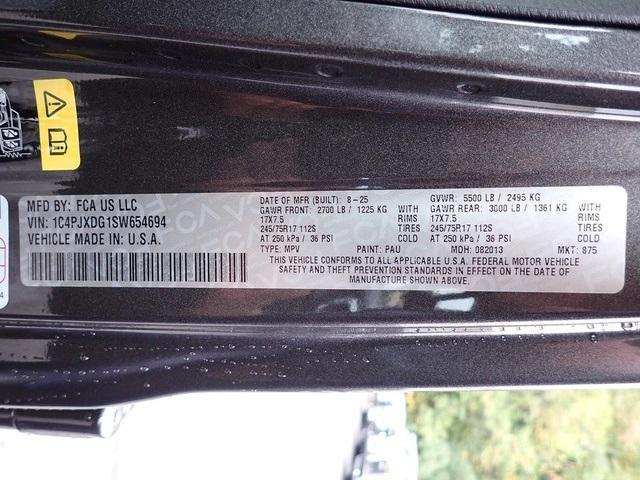 MFD BY: FCA US LLC
VIN: 1C4PJXDG1SW654694
VEHICLE MADE IN U.S.A.
DATE OF MFR (BUILT): 8-25
GAWR FRONT: 2700 LB / 1225 KG WITH
17X7.5 RIMS
245/75R17 112S TIRES
AT 250 kPa / 36 PSI COLD
TYPE: MPV PAINT: PAU
GVWR: 5500 LB / 2495 KG
GAWR REAR: 3000 LB / 1361 KG WITH
17X7.5 RIMS
245/75R17 112S TIRES
AT 250 kPa / 36 PSI COLD
MDH: 082013 MKT: 875
THIS VEHICLE CONFORMS TO ALL APPLICABLE U.S.A. FEDERAL MOTOR VEHICLE
SAFETY AND THEFT PREVENTION STANDARDS IN EFFECT ON THE DATE OF
MANUFACTURE SHOWN ABOVE.